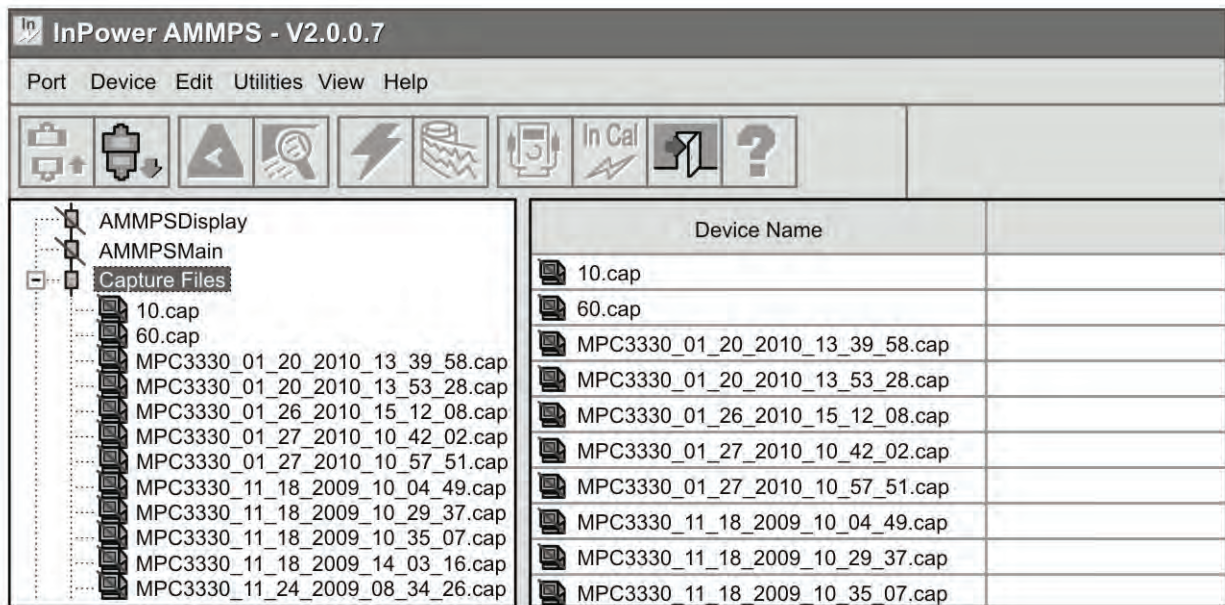 In
InPower AMMPS - V2.0.0.7
Port Device Edit Utilities View Help
In Cal
?
AMMPSDisplay
AMMPSMain
Capture Files
10.cap
60.cap
MPC3330_01_20_2010_13_39_58.cap
MPC3330_01_20_2010_13_53_28.cap
MPC3330_01_26_2010_15_12_08.cap
MPC3330_01_27_2010_10_42_02.cap
MPC3330_01_27_2010_10_57_51.cap
MPC3330_11_18_2009_10_04_49.cap
MPC3330_11_18_2009_10_29_37.cap
MPC3330_11_18_2009_10_35_07.cap
MPC3330_11_18_2009_14_03_16.cap
MPC3330_11_24_2009_08_34_26.cap
Device Name
10.cap
60.cap
MPC3330_01_20_2010_13_39_58.cap
MPC3330_01_20_2010_13_53_28.cap
MPC3330_01_26_2010_15_12_08.cap
MPC3330_01_27_2010_10_42_02.cap
MPC3330_01_27_2010_10_57_51.cap
MPC3330_11_18_2009_10_04_49.cap
MPC3330_11_18_2009_10_29_37.cap
MPC3330_11_18_2009_10_35_07.cap